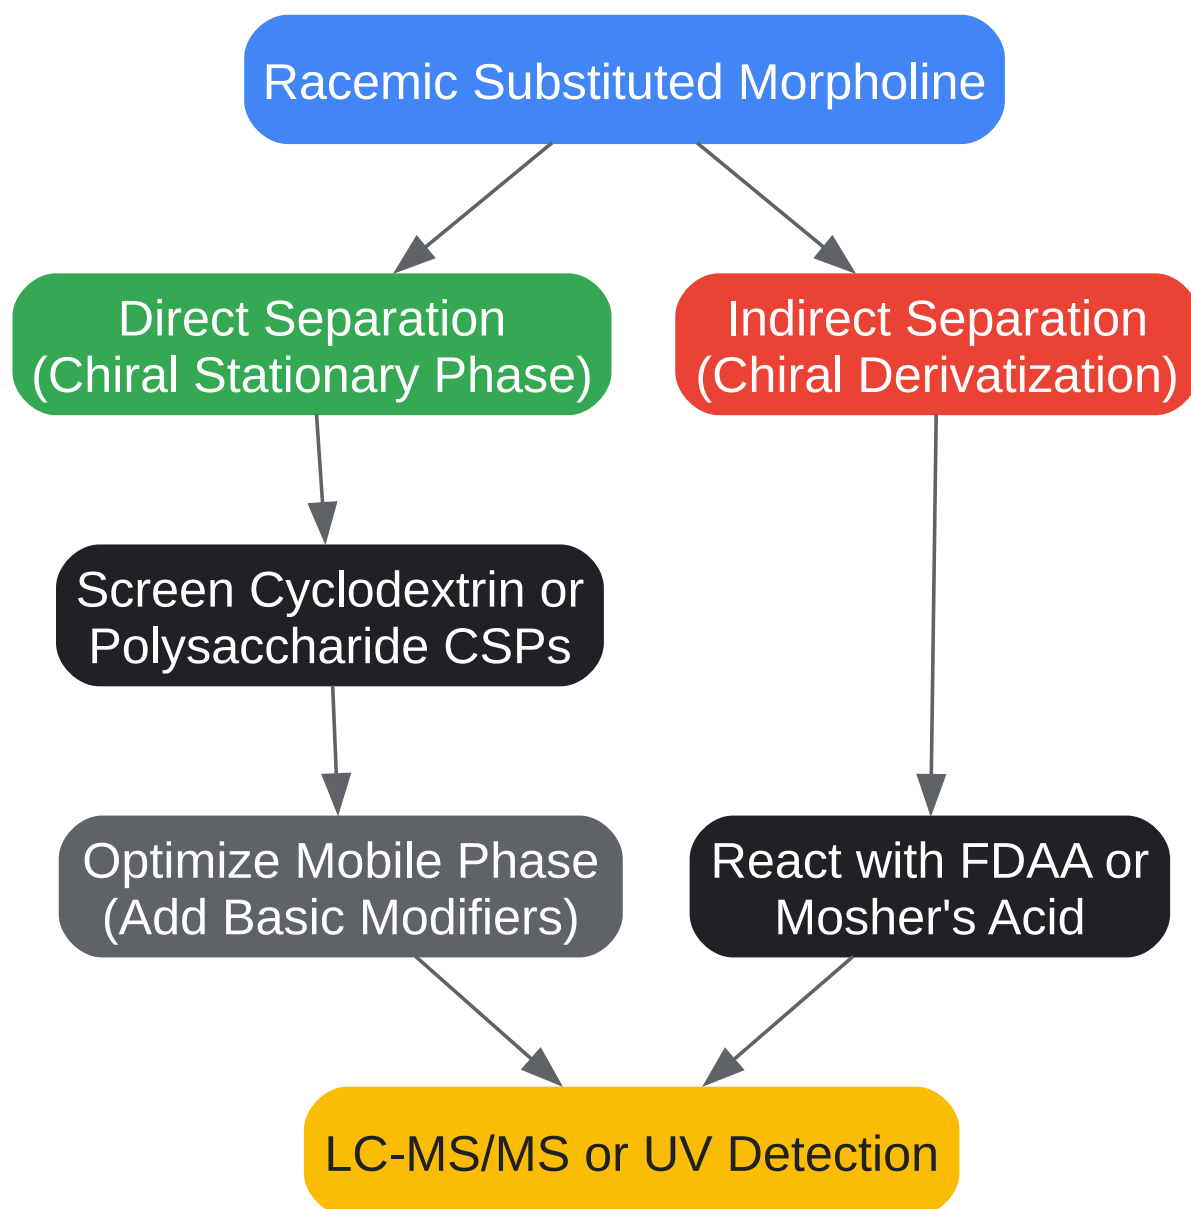 Racemic Substituted Morpholine
Direct Separation
(Chiral Stationary Phase)
Indirect Separation
(Chiral Derivatization)
Screen Cyclodextrin or
Polysaccharide CSPs
Optimize Mobile Phase
(Add Basic Modifiers)
React with FDAA or
Mosher's Acid
LC-MS/MS or UV Detection